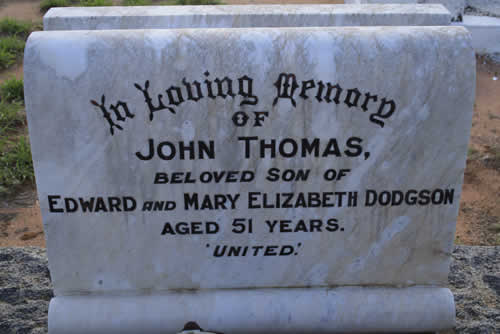 In Loving Memory
OF
JOHN THOMAS,
BELOVED SON OF
EDWARD AND MARY ELIZABETH DODGSON
AGED 51 YEARS.
'UNITED.'